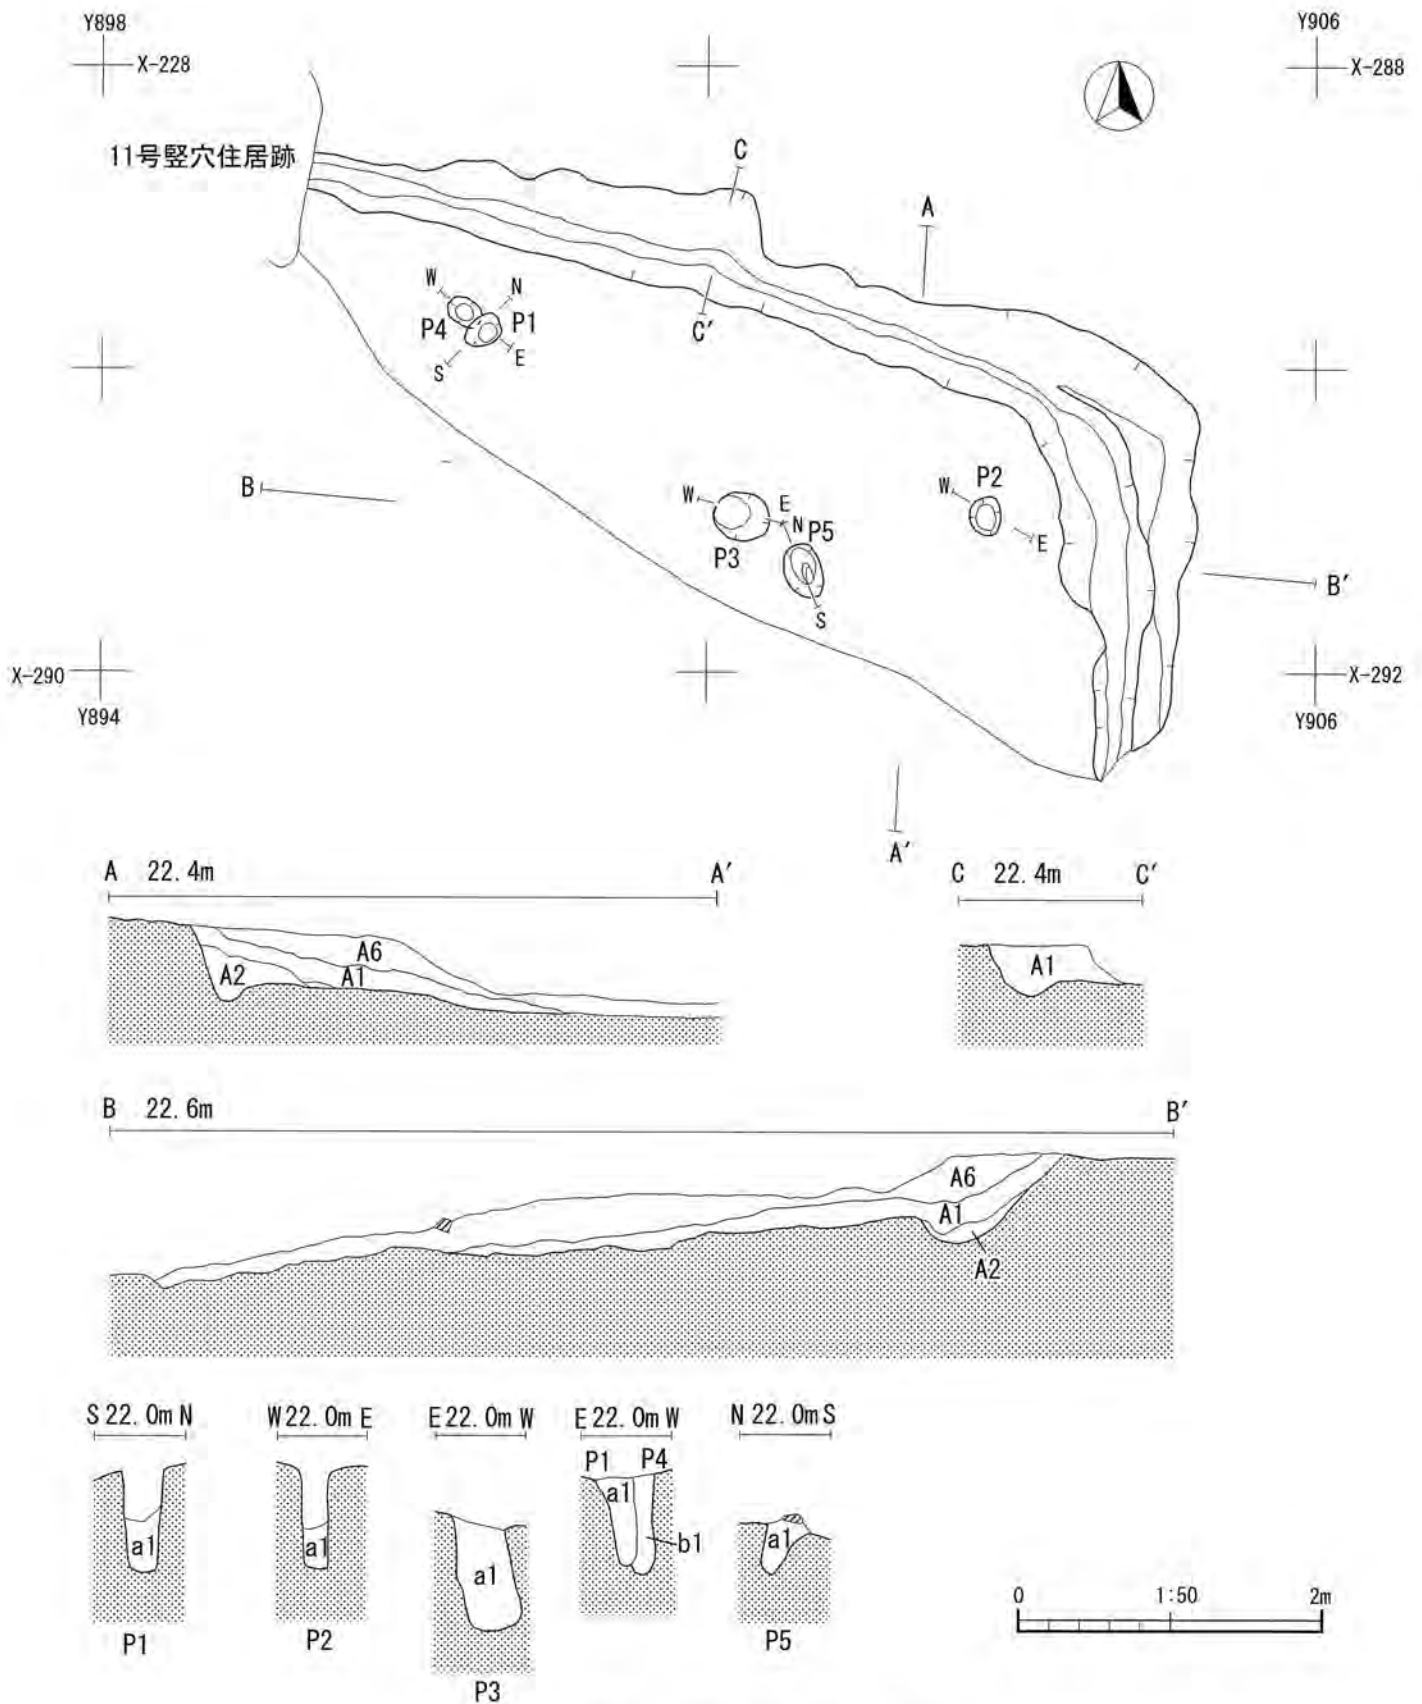 Y898
Y906
X-228
X-288
11号竪穴住居跡
C
A
W
N
P4
P1
S
E
C′
B
W
P3
E
N
P5
S
W
P2
E
B′
X-290
Y894
X-292
Y906
A′
A 22.4m A′
A6
A2
A1
C 22.4m C′
A1
B 22.6m B′
A6
A1
A2
S 22.0m N
a1
P1
W 22.0m E
a1
P2
E 22.0m W
a1
P3
E 22.0m W
P1 P4
a1
b1
N 22.0m S
a1
P5
0 1:50 2m